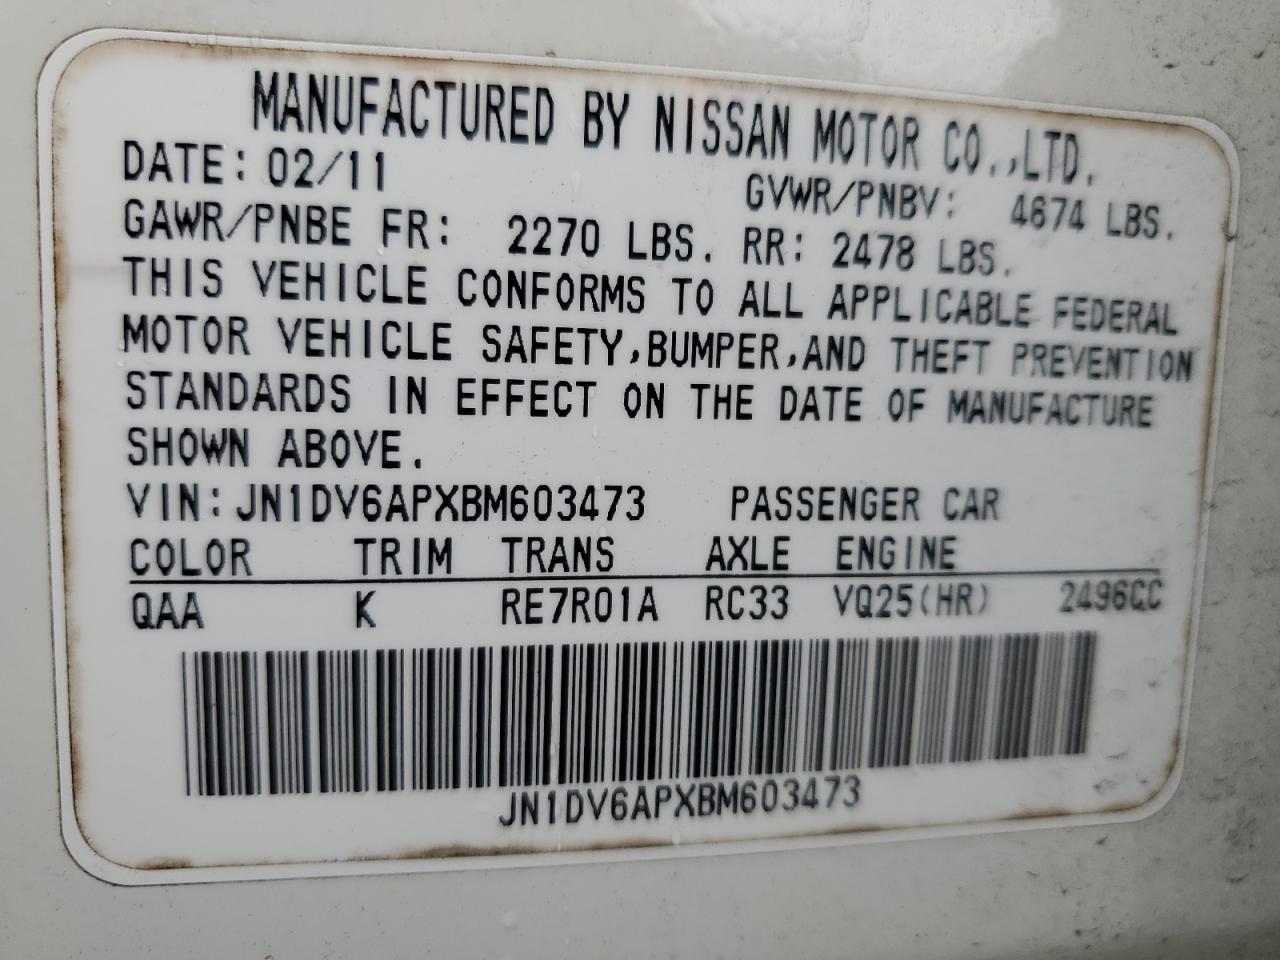 MANUFACTURED BY NISSAN MOTOR CO.,LTD.
DATE: 02/11 GVWR/PNBV: 4674 LBS.
GAWR/PNBE FR: 2270 LBS. RR: 2478 LBS.
THIS VEHICLE CONFORMS TO ALL APPLICABLE FEDERAL
MOTOR VEHICLE SAFETY,BUMPER,AND THEFT PREVENTION
STANDARDS IN EFFECT ON THE DATE OF MANUFACTURE
SHOWN ABOVE.
VIN:JN1DV6APXBM603473 PASSENGER CAR
COLOR TRIM TRANS AXLE ENGINE
QAA K RE7R01A RC33 VQ25(HR) 2496CC
JN1DV6APXBM603473